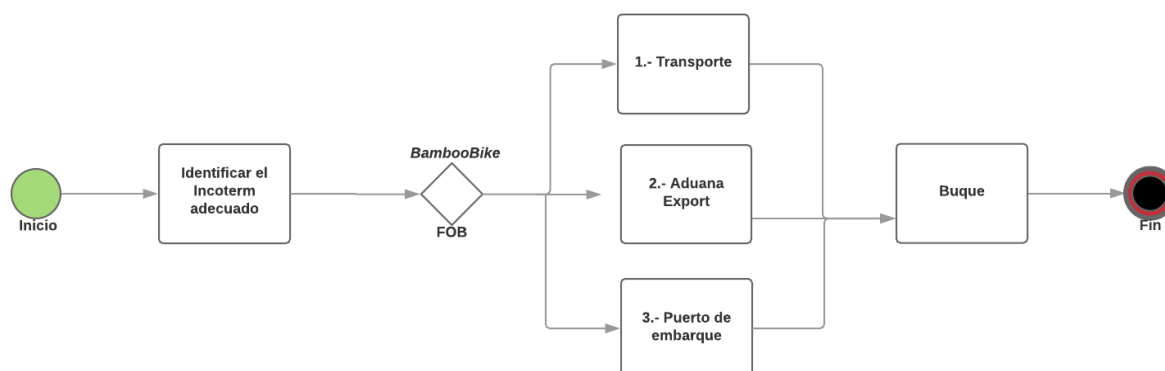 Inicio
Identificar el
Incoterm
adecuado
BambooBike
FOB
1.- Transporte
2.- Aduana
Export
3.- Puerto de
embarque
Buque
Fin